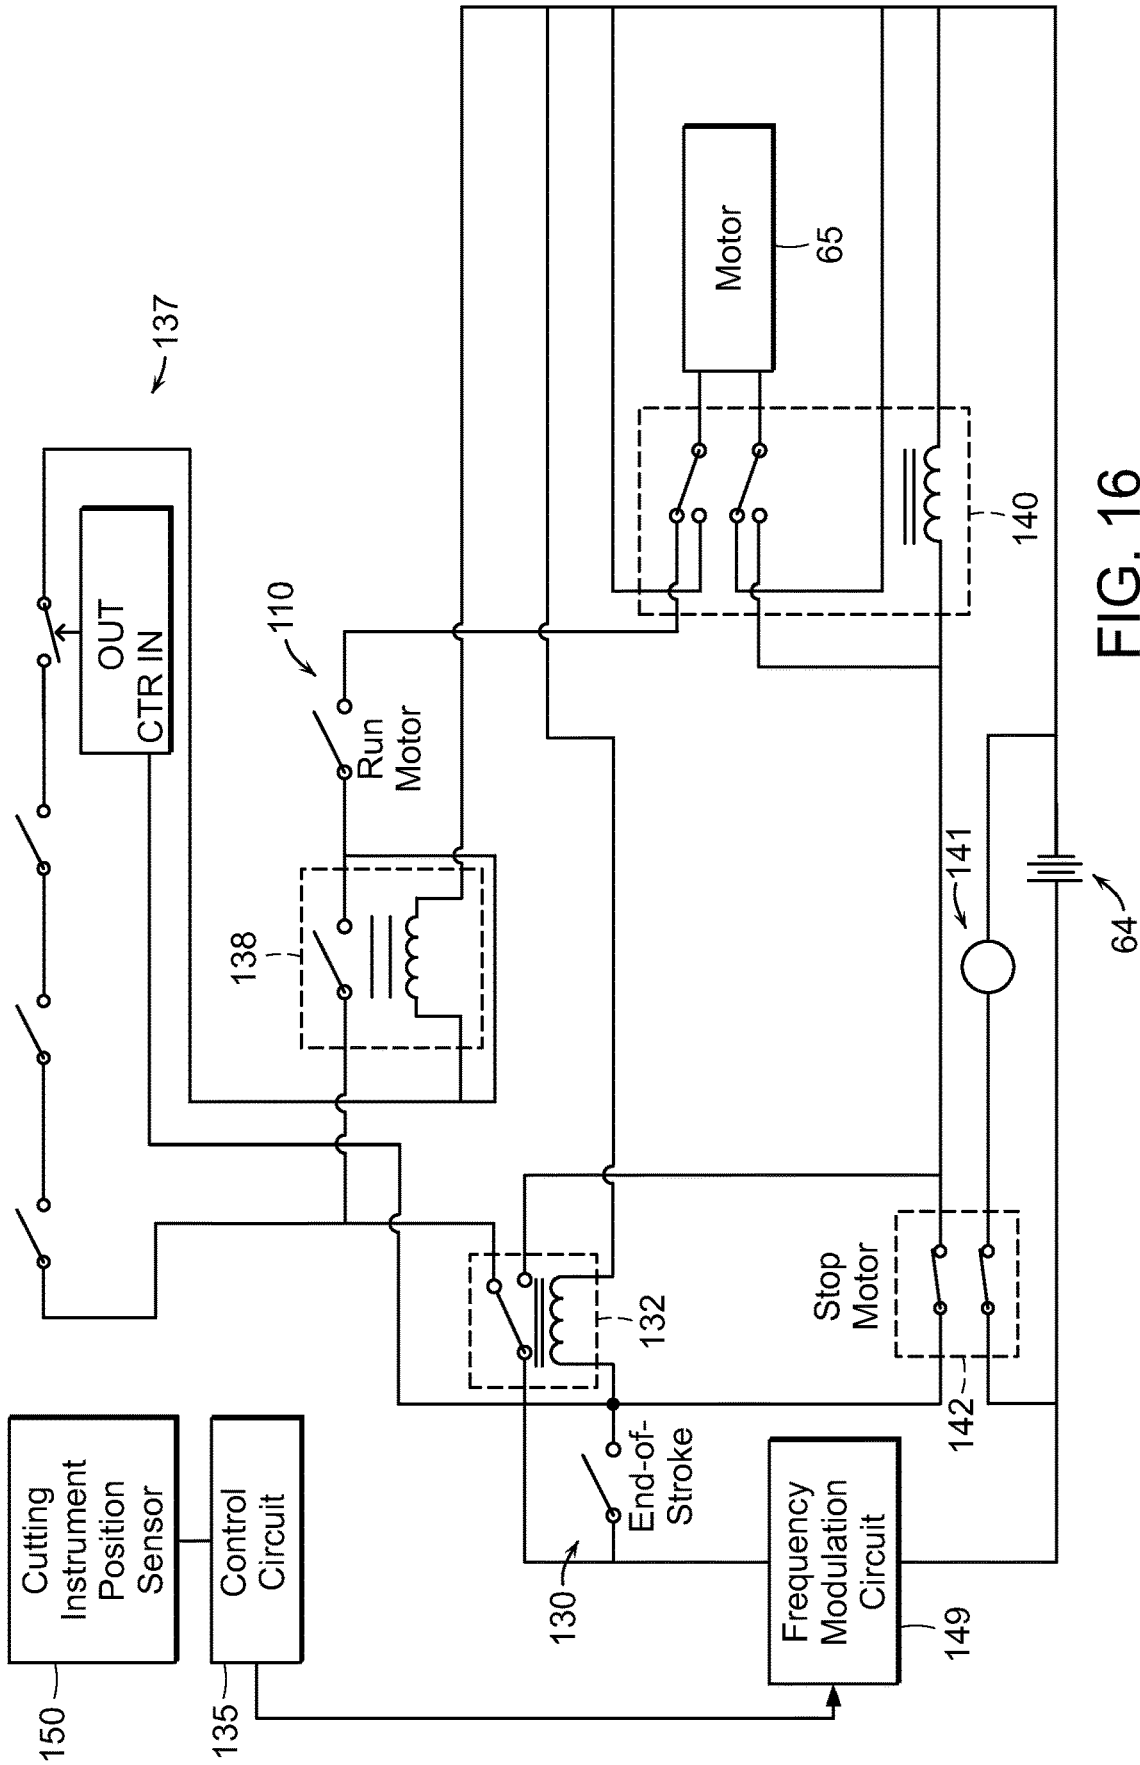 150
Cutting
Instrument
Position
Sensor
135
Control
Circuit
137
OUT
CTR IN
110
Run
Motor
138
132
130
End-of-
Stroke
Motor
65
140
Stop
Motor
142
141
64
Frequency
Modulation
Circuit
149
FIG. 16